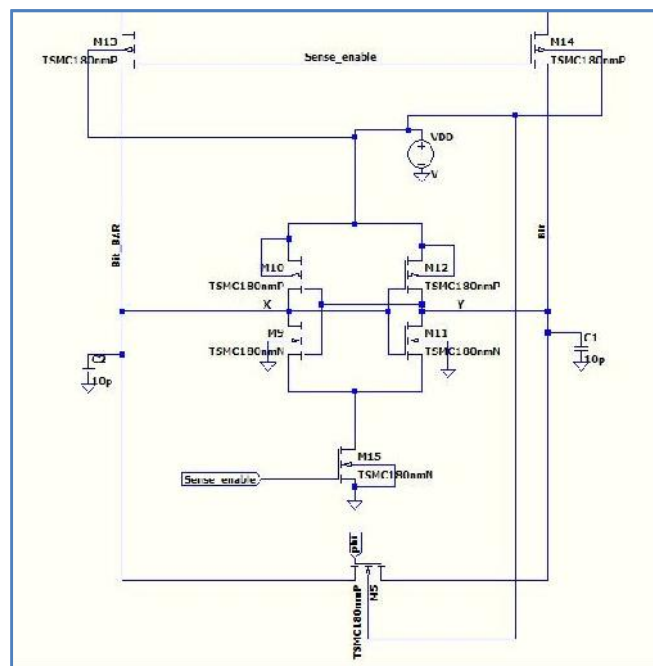 M13
M14
TSMC180nmP
Sense_enable
TSMC180nmP
VDD
V
Bit_BAR
Bit
M10
M12
TSMC180nmP
TSMC180nmP
X
Y
M9
M11
TSMC180nmN
TSMC180nmN
C2
10p
C1
10p
M15
TSMC180nmN
Sense_enable
phi
M5
TSMC180nmP